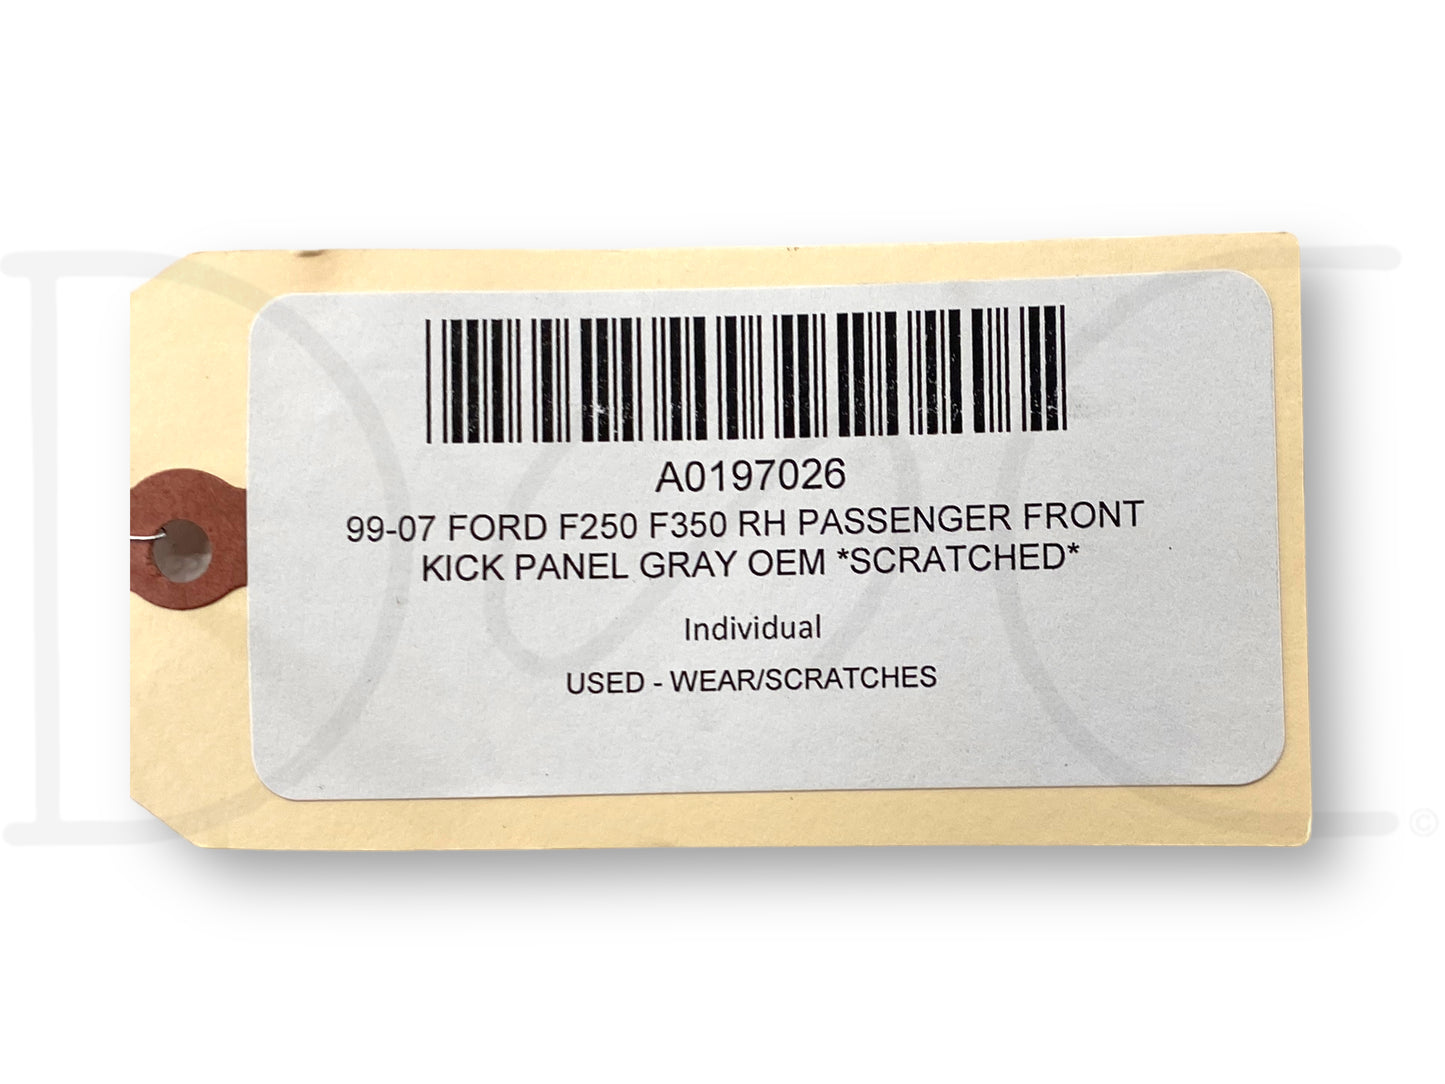 A0197026
99-07 FORD F250 F350 RH PASSENGER FRONT
KICK PANEL GRAY OEM *SCRATCHED*
Individual
USED - WEAR/SCRATCHES
©